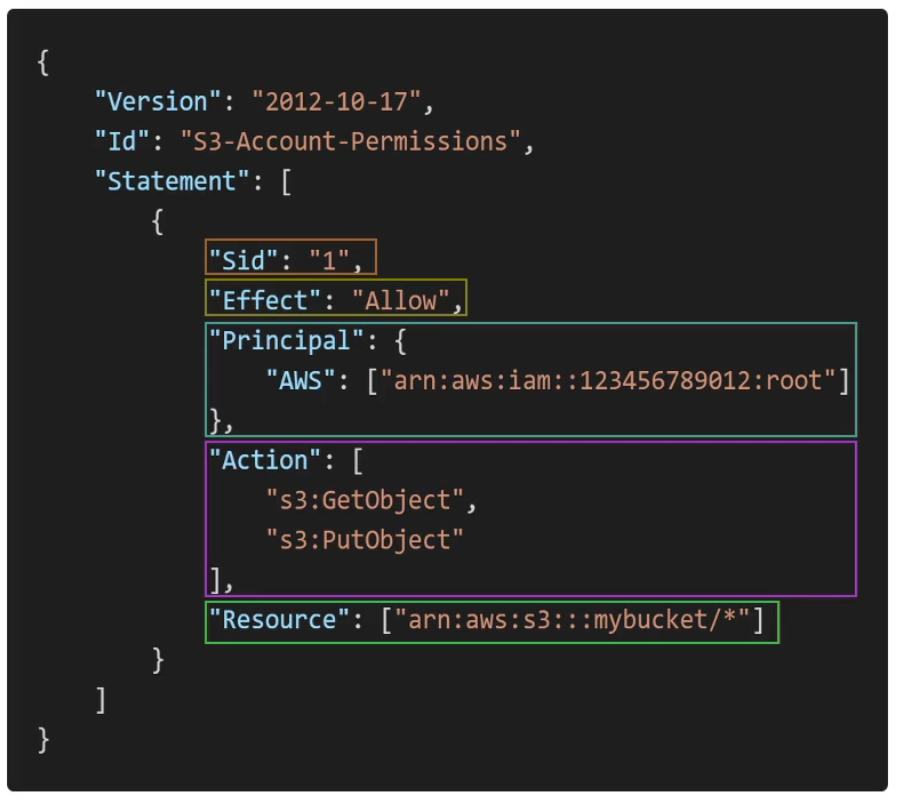 {
"Version": "2012-10-17",
"Id": "S3-Account-Permissions",
"Statement": [
{
"Sid": "1",
"Effect": "Allow",
"Principal": {
"AWS": ["arn:aws:iam::123456789012:root"]
},
"Action": [
"s3:GetObject",
"s3:PutObject"
],
"Resource": ["arn:aws:s3:::mybucket/*"]
}
]
}